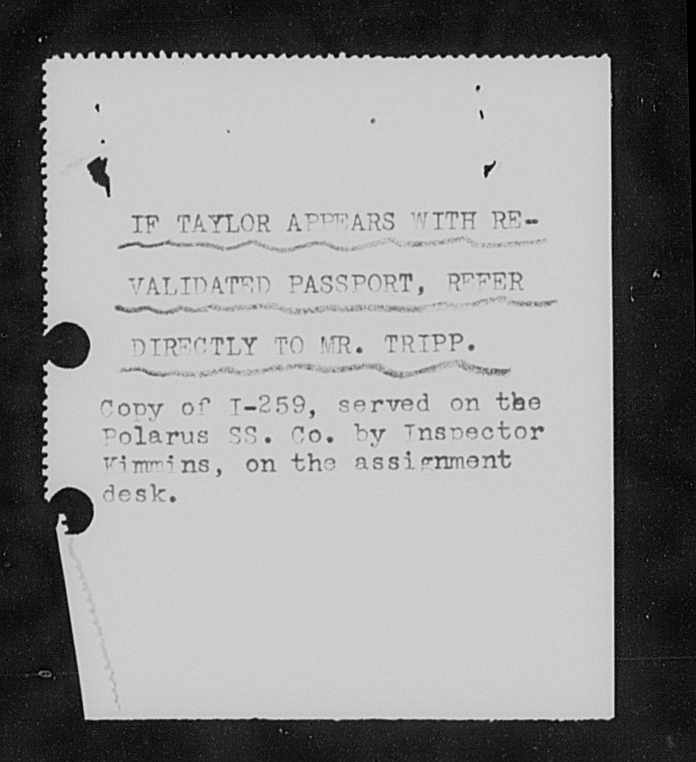 IF TAYLOR APPEARS WITH RE-
VALIDATED PASSPORT, REFER
DIRECTLY TO MR. TRIPP.
Copy of I-259, served on the
Polarus SS. Co. by Inspector
Kimmins, on the assignment
desk.